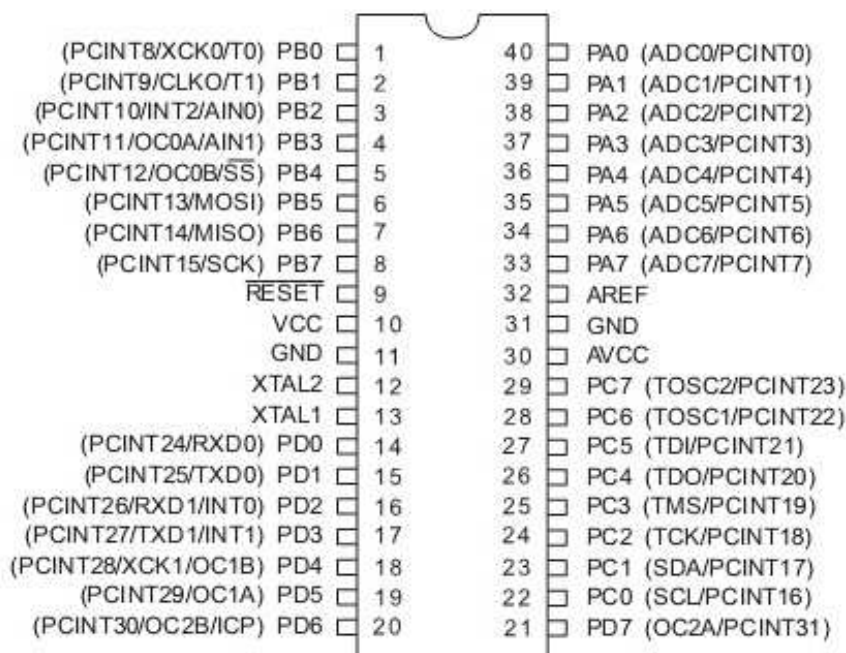 (PCINT8/XCK0/T0) PB0 1 40 PA0 (ADC0/PCINT0)
(PCINT9/CLKO/T1) PB1 2 39 PA1 (ADC1/PCINT1)
(PCINT10/INT2/AIN0) PB2 3 38 PA2 (ADC2/PCINT2)
(PCINT11/OC0A/AIN1) PB3 4 37 PA3 (ADC3/PCINT3)
(PCINT12/OC0B/SS) PB4 5 36 PA4 (ADC4/PCINT4)
(PCINT13/MOSI) PB5 6 35 PA5 (ADC5/PCINT5)
(PCINT14/MISO) PB6 7 34 PA6 (ADC6/PCINT6)
(PCINT15/SCK) PB7 8 33 PA7 (ADC7/PCINT7)
RESET 9 32 AREF
VCC 10 31 GND
GND 11 30 AVCC
XTAL2 12 29 PC7 (TOSC2/PCINT23)
XTAL1 13 28 PC6 (TOSC1/PCINT22)
(PCINT24/RXD0) PD0 14 27 PC5 (TDI/PCINT21)
(PCINT25/TXD0) PD1 15 26 PC4 (TDO/PCINT20)
(PCINT26/RXD1/INT0) PD2 16 25 PC3 (TMS/PCINT19)
(PCINT27/TXD1/INT1) PD3 17 24 PC2 (TCK/PCINT18)
(PCINT28/XCK1/OC1B) PD4 18 23 PC1 (SDA/PCINT17)
(PCINT29/OC1A) PD5 19 22 PC0 (SCL/PCINT16)
(PCINT30/OC2B/ICP) PD6 20 21 PD7 (OC2A/PCINT31)